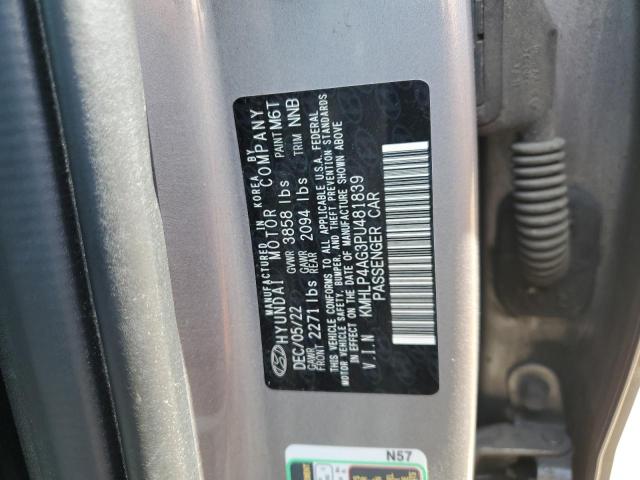 MANUFACTURED IN KOREA BY
HYUNDAI MOTOR COMPANY
DEC/05/22 GVWR 3858 lbs PAINT M6T
GAWR FRONT 2271 lbs GAWR REAR 2094 lbs TRIM NNB
THIS VEHICLE CONFORMS TO ALL APPLICABLE U.S.A. FEDERAL
MOTOR VEHICLE SAFETY, BUMPER, AND THEFT PREVENTION STANDARDS
IN EFFECT ON THE DATE OF MANUFACTURE SHOWN ABOVE
V.I.N KMHLP4AG3PU481839
PASSENGER CAR
N57